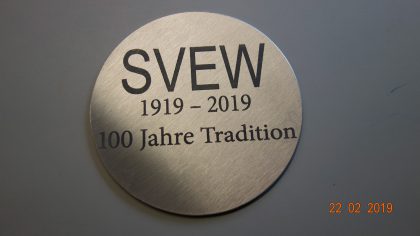 SVEW
1919 – 2019
100 Jahre Tradition
22 02 2019